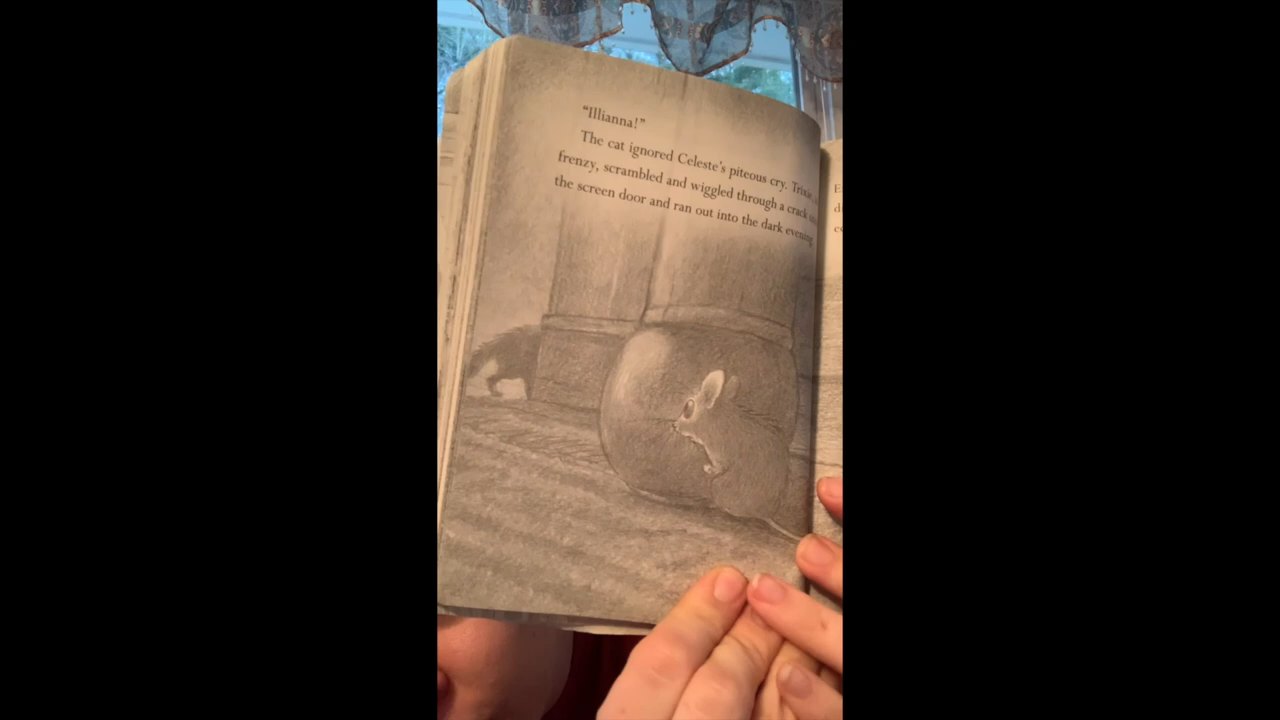 “Illianna!”
The cat ignored Celeste’s piteous cry. Trixie,
frenzy, scrambled and wiggled through a crack
the screen door and ran out into the dark evening.